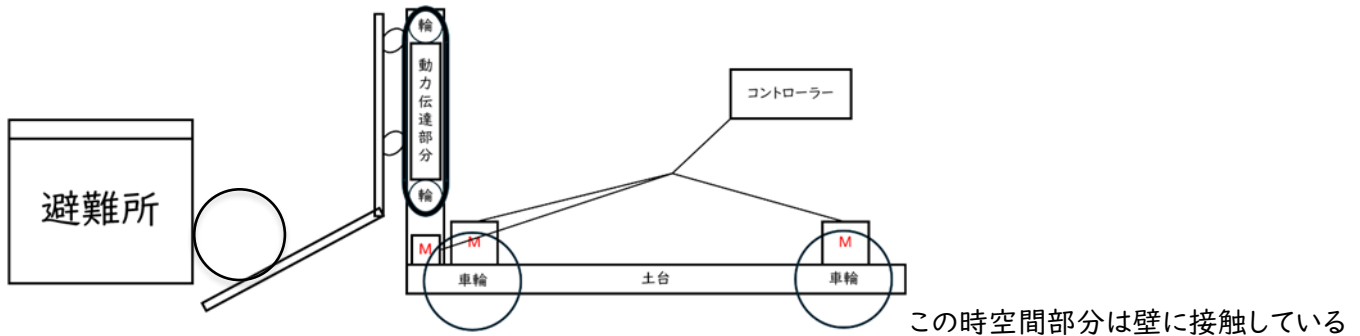 輪
動力伝達部分
輪
コントローラー
避難所
M
M
M
車輪
土台
車輪
この時空間部分は壁に接触している